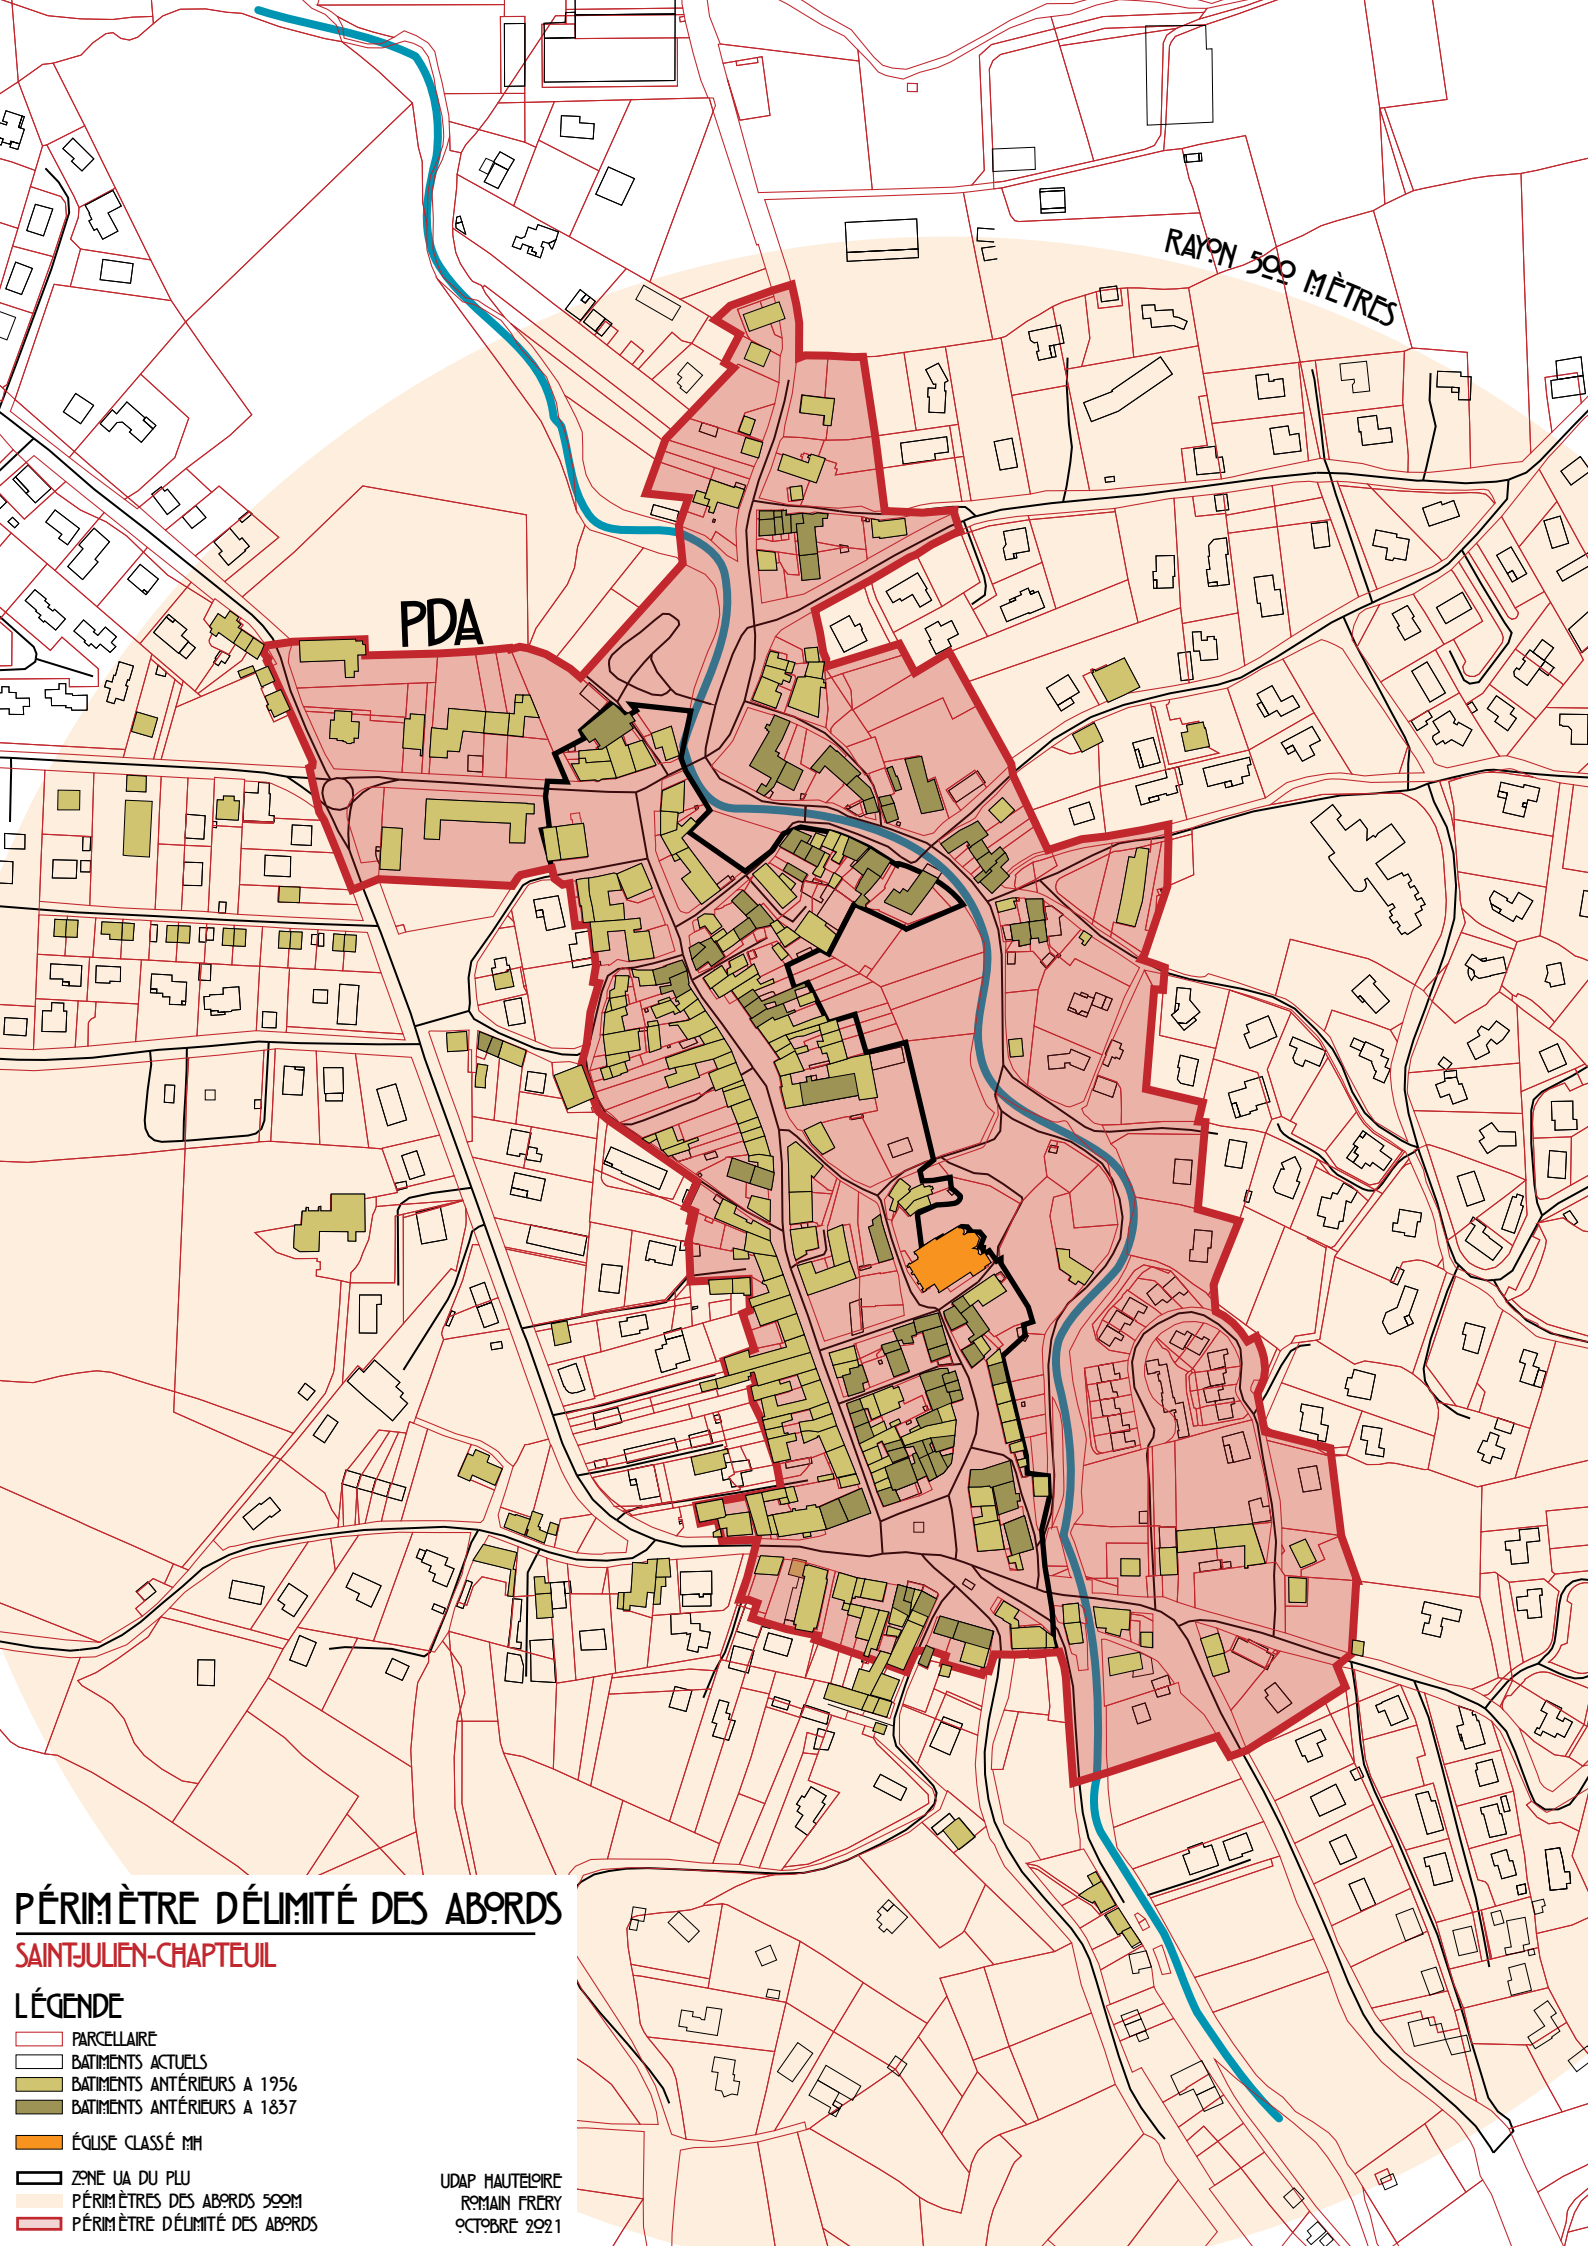 RAYON 500 MÈTRES
PDA
PÉRIMÈTRE DÉLIMITÉ DES ABORDS
SAINT-JULIEN-CHAPTEUIL
LÉGENDE
PARCELLAIRE
BATIMENTS ACTUELS
BATIMENTS ANTÉRIEURS A 1956
BATIMENTS ANTÉRIEURS A 1837
ÉGLISE CLASSÉ MH
ZONE UA DU PLU
PÉRIMÈTRES DES ABORDS 500M
PÉRIMÈTRE DÉLIMITÉ DES ABORDS
UDAP HAUTE-LOIRE
ROMAIN FRERY
OCTOBRE 2021